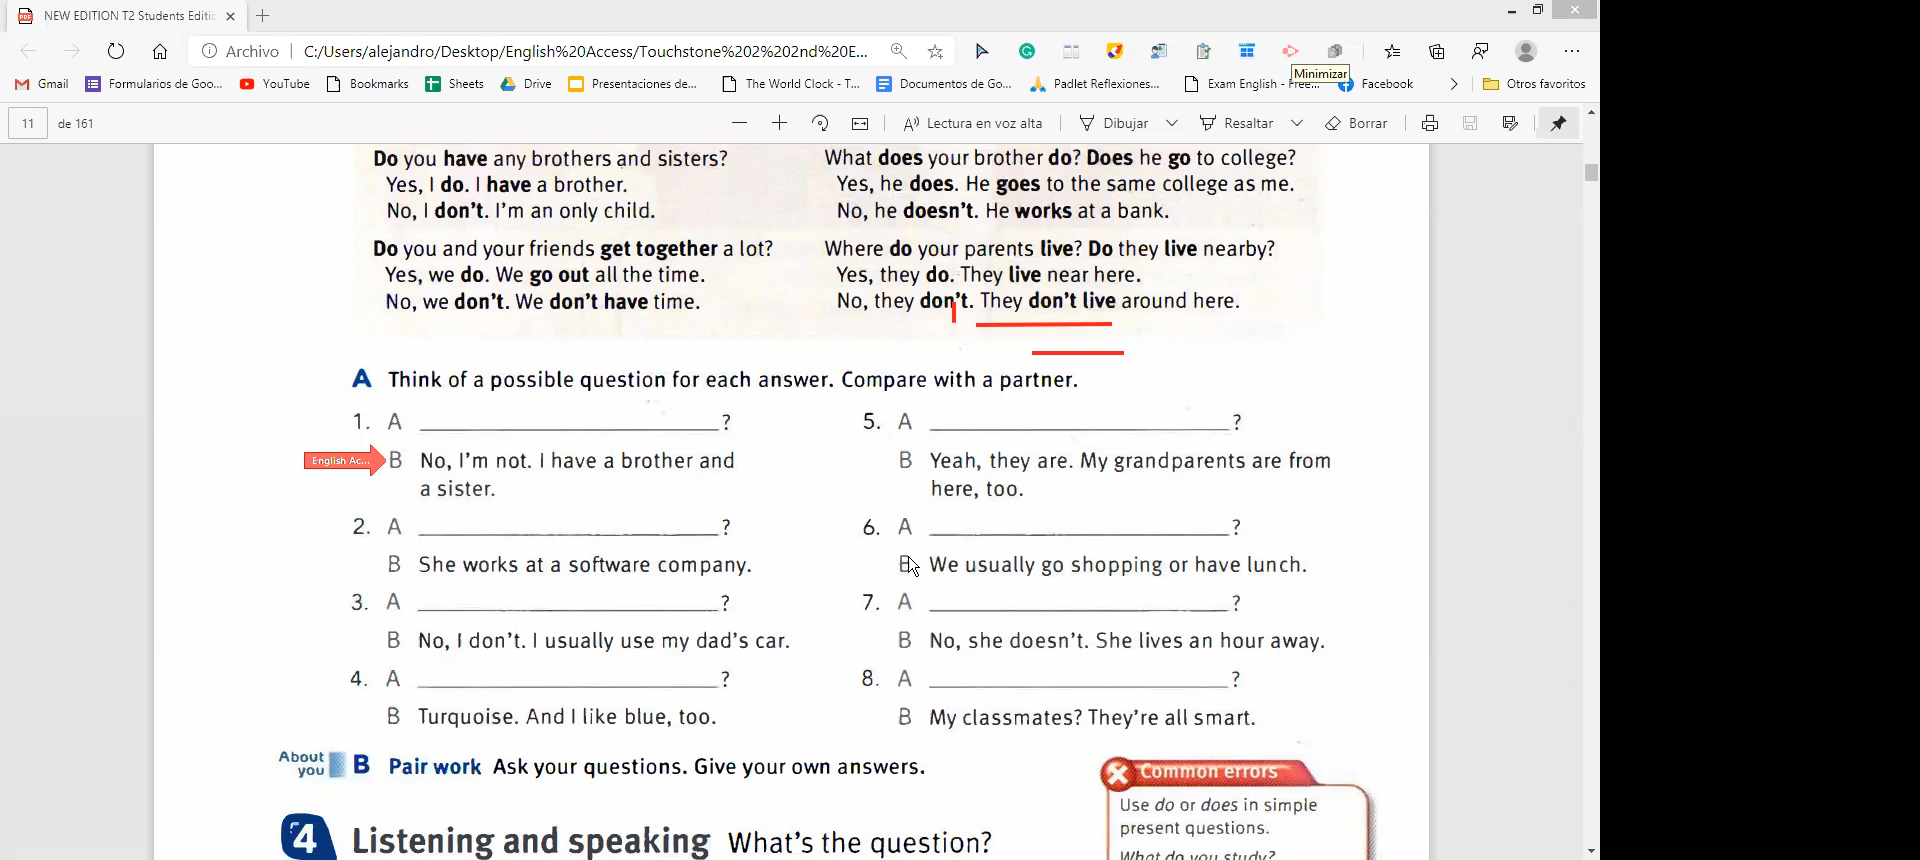 NEW EDITION T2 Students Editic
Archivo
C:/Users/alejandro/Desktop/English%20Access/Touchstone%202%202nd%20E...
Minimizar
Gmail
Formularios de Goo...
YouTube
Bookmarks
Sheets
Drive
Presentaciones de...
The World Clock - T...
Documentos de Go...
Padlet Reflexiones...
Exam English - Free...
Facebook
Otros favoritos
11 de 161
Lectura en voz alta
Dibujar
Resaltar
Borrar
Do you have any brothers and sisters?
Yes, I do. I have a brother.
No, I don't. I'm an only child.
Do you and your friends get together a lot?
Yes, we do. We go out all the time.
No, we don't. We don't have time.
What does your brother do? Does he go to college?
Yes, he does. He goes to the same college as me.
No, he doesn't. He works at a bank.
Where do your parents live? Do they live nearby?
Yes, they do. They live near here.
No, they don't. They don't live around here.
A Think of a possible question for each answer. Compare with a partner.
1. A ______________________?
English Ac...
B No, I'm not. I have a brother and
a sister.
2. A ______________________?
B She works at a software company.
3. A ______________________?
B No, I don't. I usually use my dad's car.
4. A ______________________?
B Turquoise. And I like blue, too.
5. A ______________________?
B Yeah, they are. My grandparents are from
here, too.
6. A ______________________?
B We usually go shopping or have lunch.
7. A ______________________?
B No, she doesn't. She lives an hour away.
8. A ______________________?
B My classmates? They're all smart.
About
you
B Pair work Ask your questions. Give your own answers.
4 Listening and speaking What's the question?
Common errors
Use do or does in simple
present questions.
What do you study?